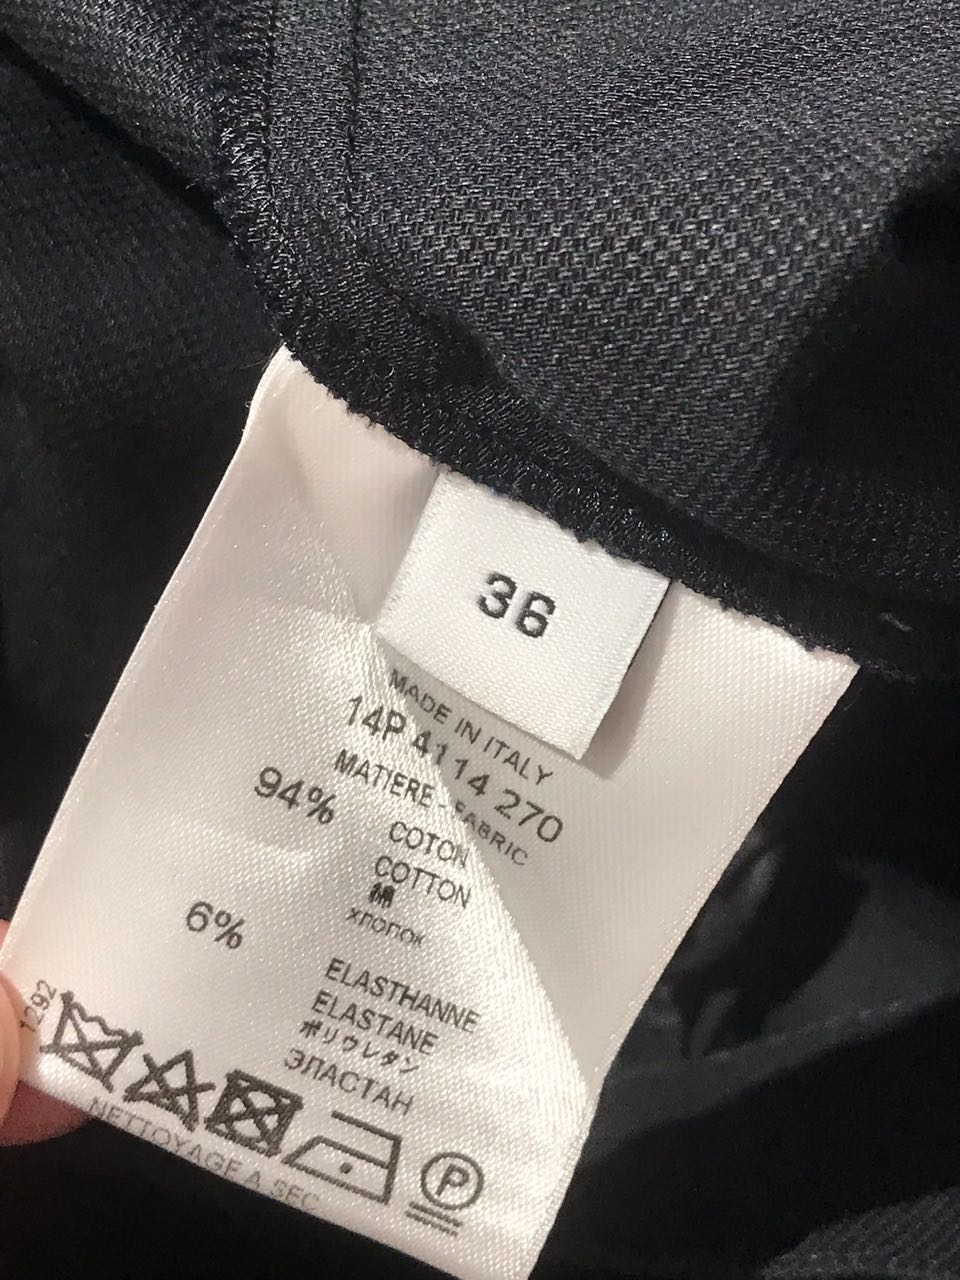 36
MADE IN ITALY
14P 4114 270
MATIERE - FABRIC
94%
COTON
COTTON
綿
ХЛОПОК
6%
ELASTHANNE
ELASTANE
ポリウレタン
ЭЛАСТАН
1292
P
NETTOYAGE A SEC